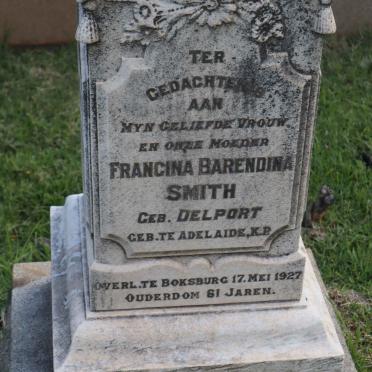 TER
GEDACHTENIS
AAN
MYN GELIEFDE VROUW
EN ONZE MOEDER
FRANCINA BARENDINA
SMITH
GEB. DELPORT
GEB. TE ADELAIDE, K.P.
OVERL. TE BOKSBURG 17. MEI 1927
OUDERDOM 61 JAREN.